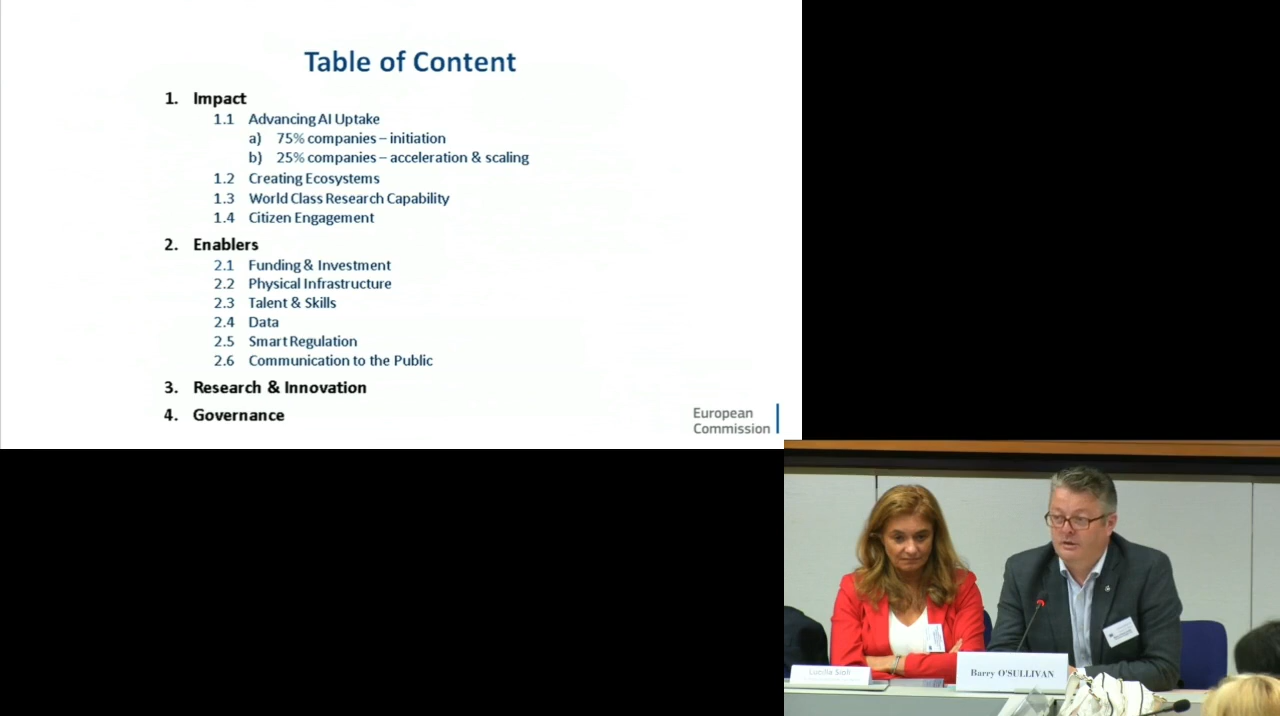 Table of Content
1. Impact
1.1 Advancing AI Uptake
a) 75% companies – initiation
b) 25% companies – acceleration & scaling
1.2 Creating Ecosystems
1.3 World Class Research Capability
1.4 Citizen Engagement
2. Enablers
2.1 Funding & Investment
2.2 Physical Infrastructure
2.3 Talent & Skills
2.4 Data
2.5 Smart Regulation
2.6 Communication to the Public
3. Research & Innovation
4. Governance
European
Commission
Lucilla Sioli
Barry O'SULLIVAN